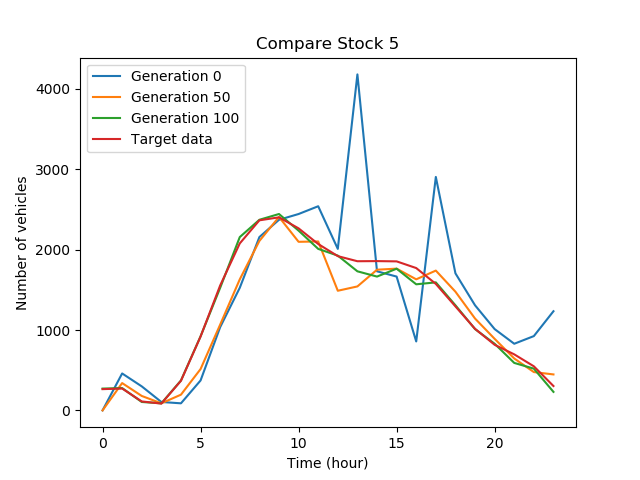 Compare Stock 5
Generation 0
Generation 50
Generation 100
Target data
4000
3000
2000
1000
0
Number of vehicles
0 5 10 15 20
Time (hour)